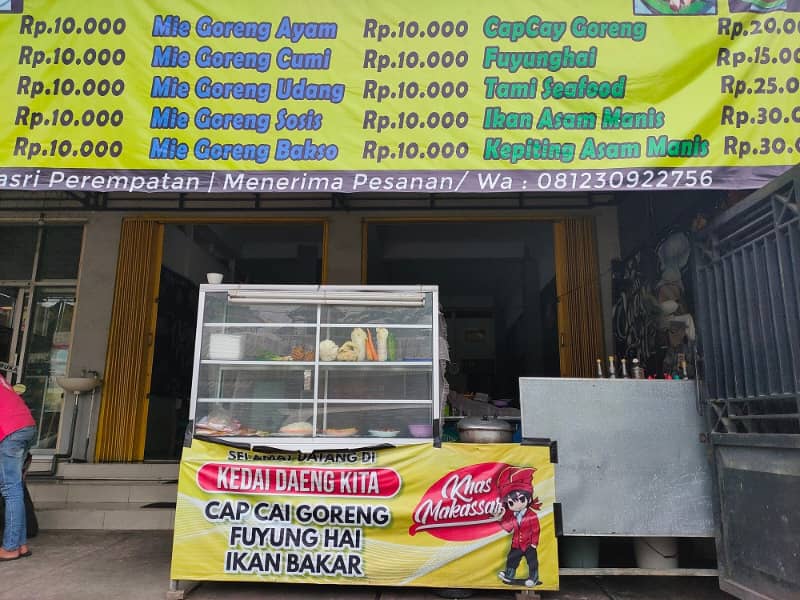 Rp.10.000 Mie Goreng Ayam Rp.10.000 CapCay Goreng Rp.20.00
Rp.10.000 Mie Goreng Cumi Rp.10.000 Fuyunghai Rp.15.00
Rp.10.000 Mie Goreng Udang Rp.10.000 Tami Seafood Rp.25.0
Rp.10.000 Mie Goreng Sosis Rp.10.000 Ikan Asam Manis Rp.30.0
Rp.10.000 Mie Goreng Bakso Rp.10.000 Kepiting Asam Manis Rp.30.0
asri Perempatan | Menerima Pesanan/ Wa : 081230922756
SELAMAT DATANG DI
KEDAI DAENG KITA
CAP CAI GORENG
FUYUNG HAI
IKAN BAKAR
Khas
Makassar